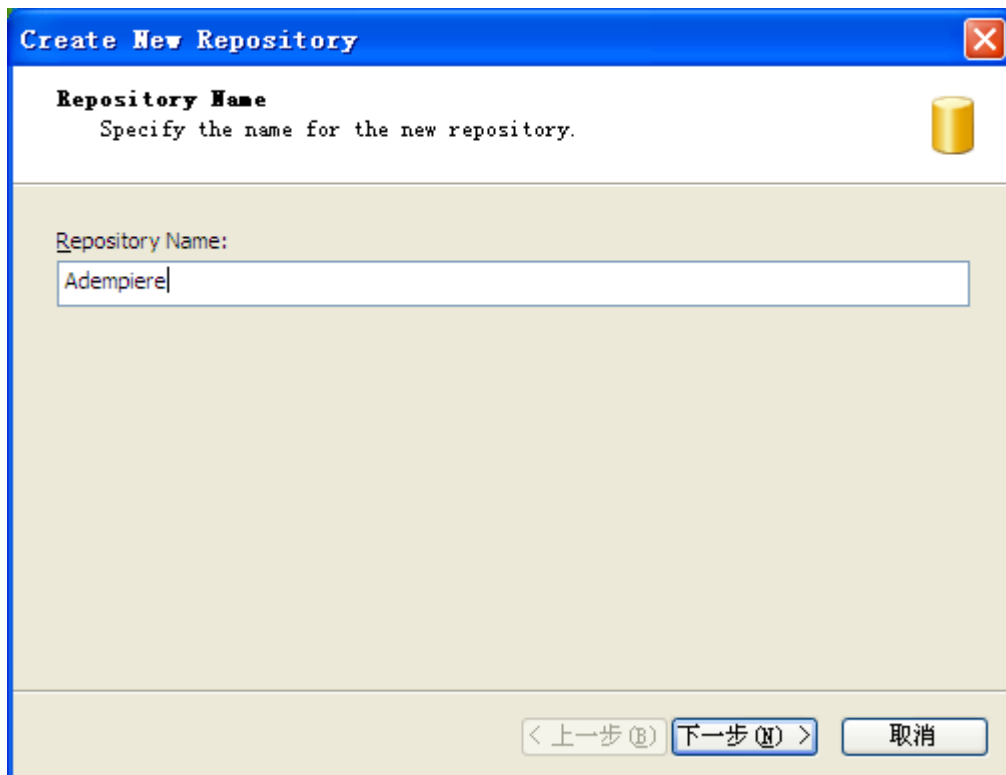 Create New Repository
Repository Name
Specify the name for the new repository.
Repository Name:
Adempiere
< 上一步(B) 下一步(N) > 取消